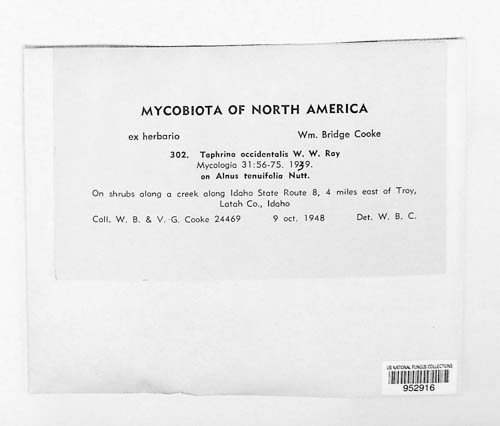 MYCOBIOTA OF NORTH AMERICA
ex herbario Wm. Bridge Cooke
302. Taphrina occidentalis W. W. Ray
Mycologia 31:56-75. 1939.
on Alnus tenuifolia Nutt.
On shrubs along a creek along Idaho State Route 8, 4 miles east of Troy,
Latah Co., Idaho
Coll. W. B. & V. G. Cooke 24469 9 oct. 1948 Det. W. B. C.
US NATIONAL FUNGUS COLLECTIONS
952916